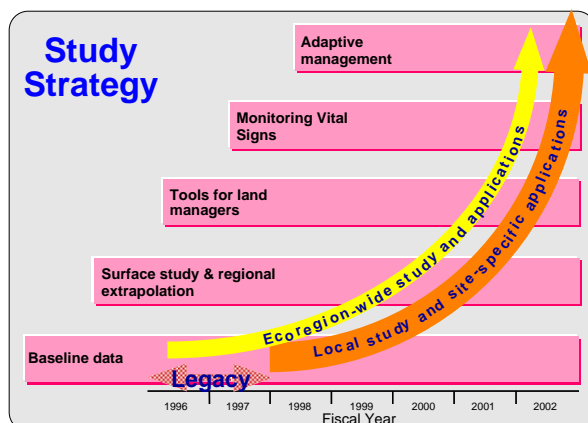 Study
Strategy
Adaptive
management
Monitoring Vital
Signs
Tools for land
managers
Surface study & regional
extrapolation
Baseline data
Ecoregion-wide study and applications
Local study and site-specific applications
Legacy
1996 1997 1998 1999 2000 2001 2002
Fiscal Year